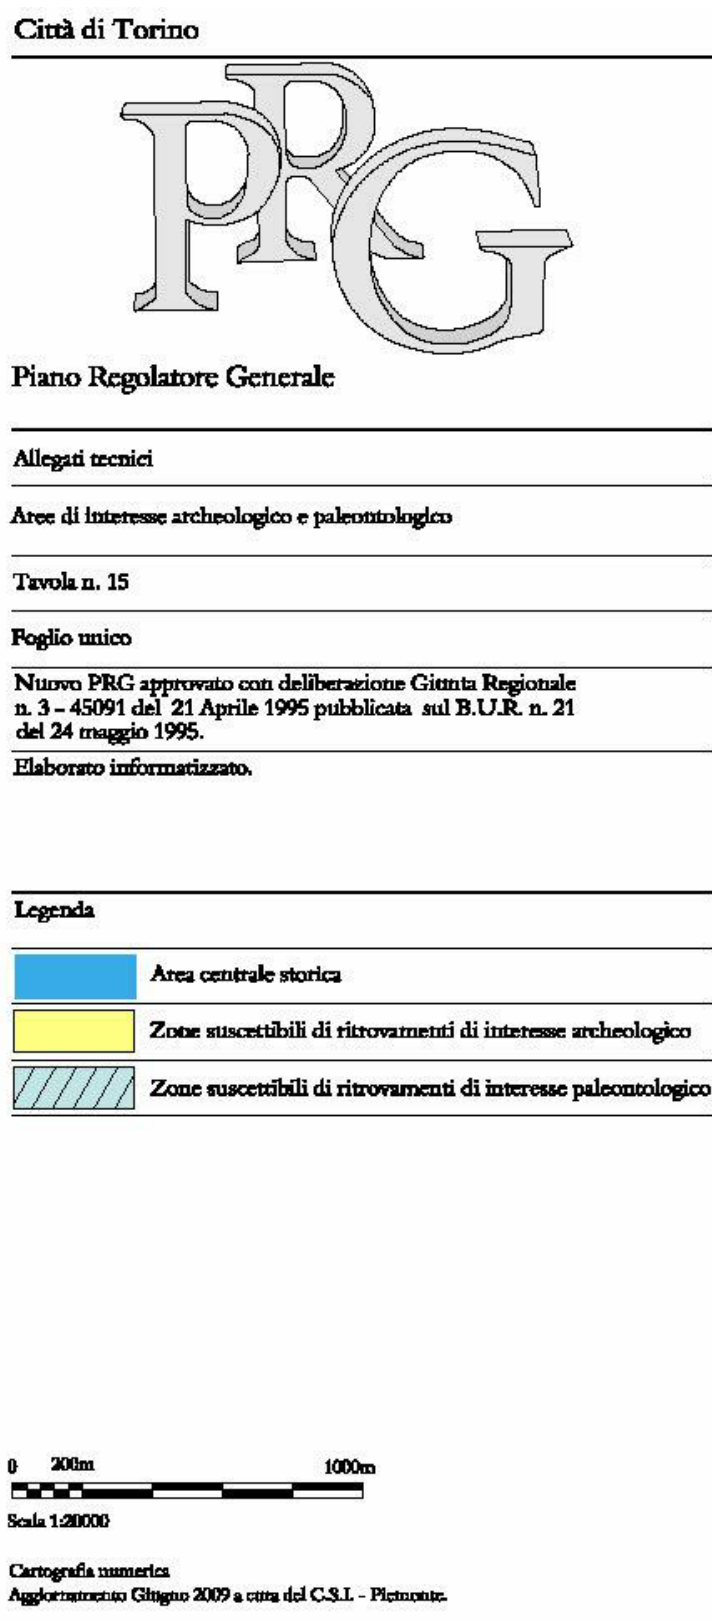 Città di Torino
PRG
Piano Regolatore Generale
Allegati tecnici
Aree di interesse archeologico e paleontologico
Tavola n. 15
Foglio unico
Nuovo PRG approvato con deliberazione Giunta Regionale
n. 3 - 45091 del 21 Aprile 1995 pubblicata sul B.U.R. n. 21
del 24 maggio 1995.
Elaborato informatizzato.
Legenda
Area centrale storica
Zone suscettibili di ritrovamenti di interesse archeologico
Zone suscettibili di ritrovamenti di interesse paleontologico
0 200m 1000m
Scala 1:20000
Cartografia numerica
Aggiornamento Giugno 2009 a cura del C.S.I. - Piemonte.